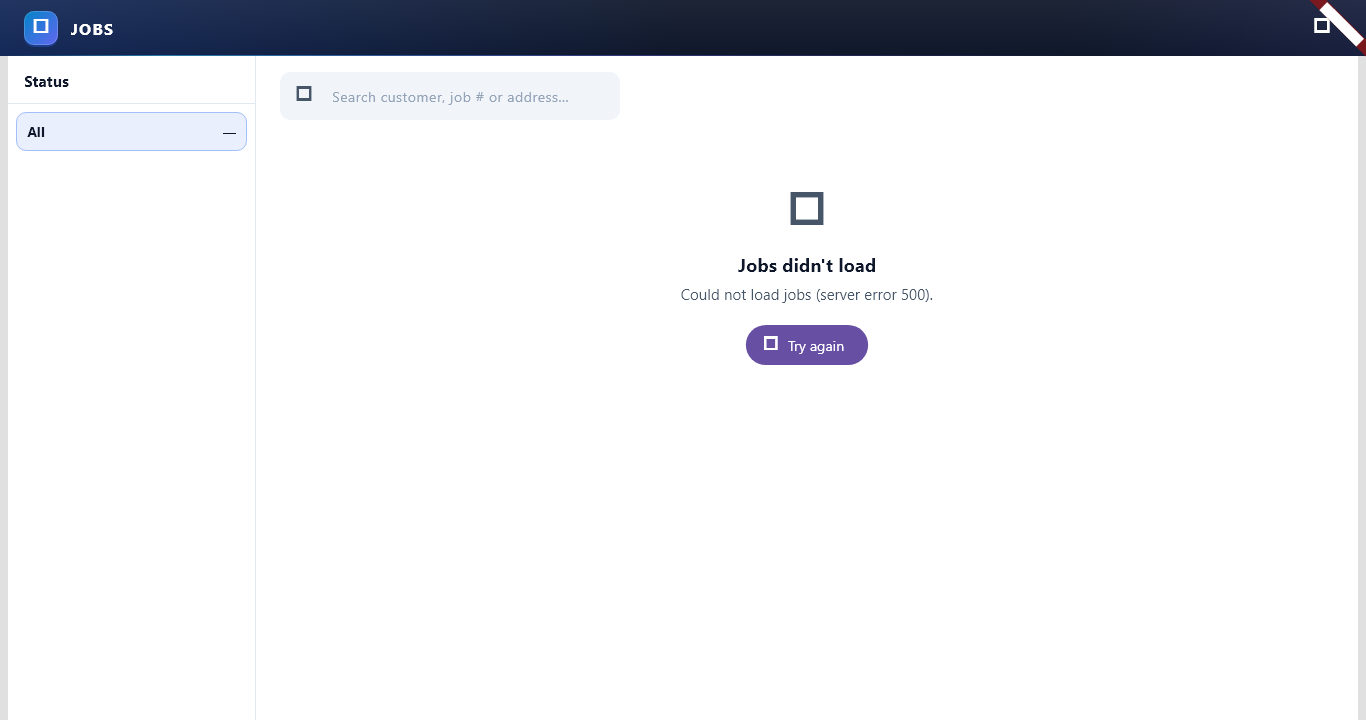 JOBS
Status
All —
Search customer, job # or address...
Jobs didn't load
Could not load jobs (server error 500).
Try again